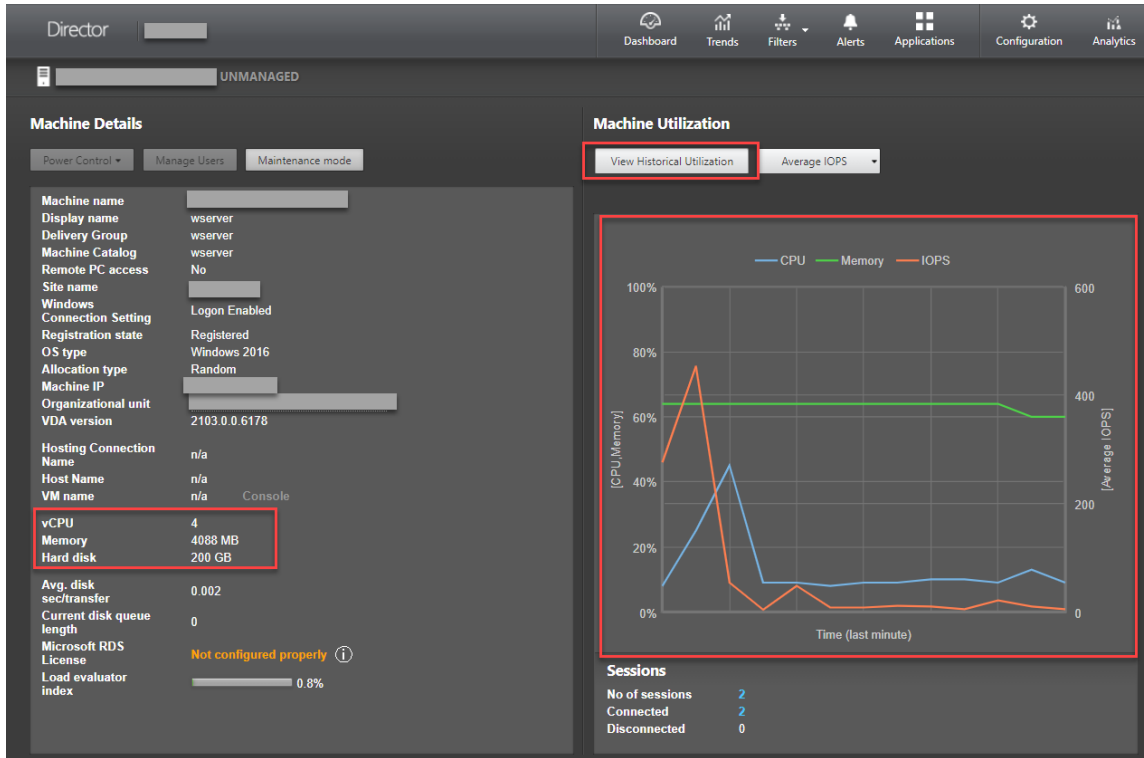 Director
Dashboard Trends Filters Alerts Applications Configuration Analytics
UNMANAGED
Machine Details
Power Control Manage Users Maintenance mode
Machine name
Display name wserver
Delivery Group wserver
Machine Catalog wserver
Remote PC access No
Site name
Windows
Connection Setting Logon Enabled
Registration state Registered
OS type Windows 2016
Allocation type Random
Machine IP
Organizational unit
VDA version 2103.0.0.6178
Hosting Connection
Name n/a
Host Name n/a
VM name n/a Console
vCPU 4
Memory 4088 MB
Hard disk 200 GB
Avg. disk
sec/transfer 0.002
Current disk queue
length 0
Microsoft RDS
License Not configured properly
Load evaluator
index 0.8%
Machine Utilization
View Historical Utilization Average IOPS
CPU Memory IOPS
100% 600
80%
400
60%
40%
200
20%
0% 0
[CPU,Memory]
[Average IOPS]
Time (last minute)
Sessions
No of sessions 2
Connected 2
Disconnected 0